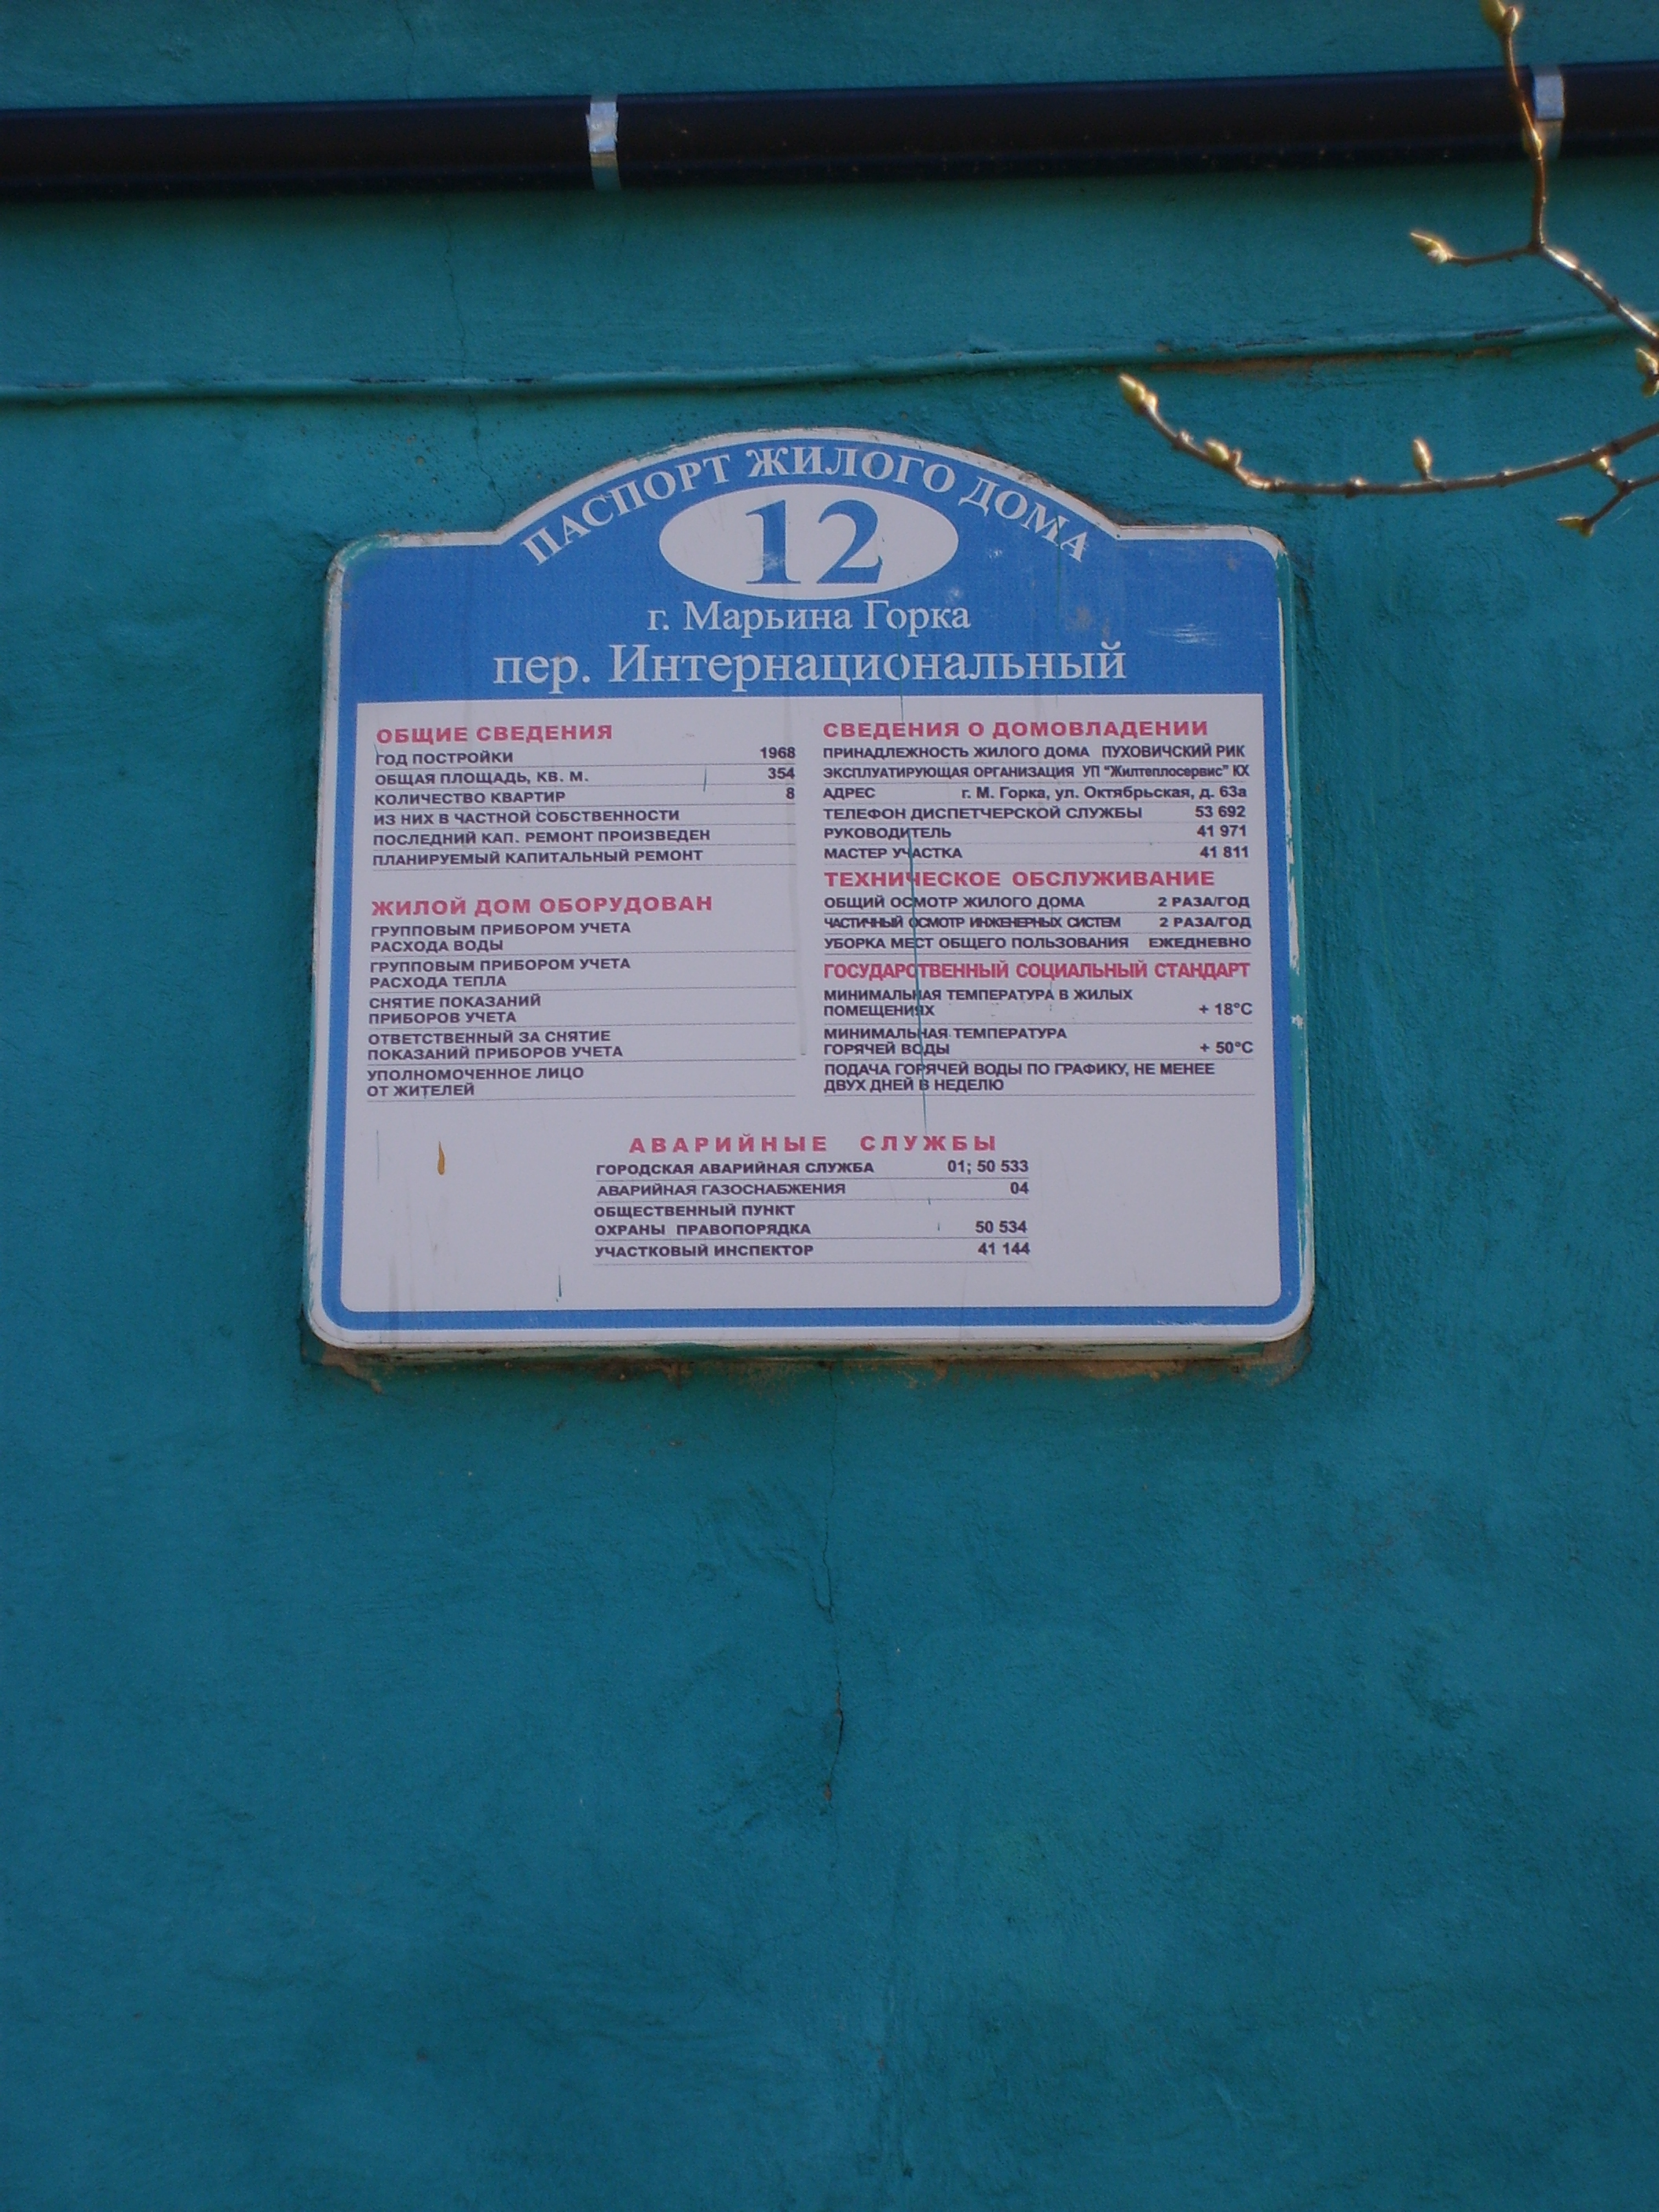 ПАСПОРТ ЖИЛОГО ДОМА
12
г. Марьина Горка
пер. Интернациональный
ОБЩИЕ СВЕДЕНИЯ
ГОД ПОСТРОЙКИ 1968
ОБЩАЯ ПЛОЩАДЬ, КВ. М. 354
КОЛИЧЕСТВО КВАРТИР 8
ИЗ НИХ В ЧАСТНОЙ СОБСТВЕННОСТИ
ПОСЛЕДНИЙ КАП. РЕМОНТ ПРОИЗВЕДЕН
ПЛАНИРУЕМЫЙ КАПИТАЛЬНЫЙ РЕМОНТ
ЖИЛОЙ ДОМ ОБОРУДОВАН
ГРУППОВЫМ ПРИБОРОМ УЧЕТА
РАСХОДА ВОДЫ
ГРУППОВЫМ ПРИБОРОМ УЧЕТА
РАСХОДА ТЕПЛА
СНЯТИЕ ПОКАЗАНИЙ
ПРИБОРОВ УЧЕТА
ОТВЕТСТВЕННЫЙ ЗА СНЯТИЕ
ПОКАЗАНИЙ ПРИБОРОВ УЧЕТА
УПОЛНОМОЧЕННОЕ ЛИЦО
ОТ ЖИТЕЛЕЙ
СВЕДЕНИЯ О ДОМОВЛАДЕНИИ
ПРИНАДЛЕЖНОСТЬ ЖИЛОГО ДОМА ПУХОВИЧСКИЙ РИК
ЭКСПЛУАТИРУЮЩАЯ ОРГАНИЗАЦИЯ УП "Жилтеплосервис" КХ
АДРЕС г. М. Горка, ул. Октябрьская, д. 63а
ТЕЛЕФОН ДИСПЕТЧЕРСКОЙ СЛУЖБЫ 53 692
РУКОВОДИТЕЛЬ 41 971
МАСТЕР УЧАСТКА 41 811
ТЕХНИЧЕСКОЕ ОБСЛУЖИВАНИЕ
ОБЩИЙ ОСМОТР ЖИЛОГО ДОМА 2 РАЗА/ГОД
ЧАСТИЧНЫЙ ОСМОТР ИНЖЕНЕРНЫХ СИСТЕМ 2 РАЗА/ГОД
УБОРКА МЕСТ ОБЩЕГО ПОЛЬЗОВАНИЯ ЕЖЕДНЕВНО
ГОСУДАРСТВЕННЫЙ СОЦИАЛЬНЫЙ СТАНДАРТ
МИНИМАЛЬНАЯ ТЕМПЕРАТУРА В ЖИЛЫХ
ПОМЕЩЕНИЯХ + 18°C
МИНИМАЛЬНАЯ ТЕМПЕРАТУРА
ГОРЯЧЕЙ ВОДЫ + 50°C
ПОДАЧА ГОРЯЧЕЙ ВОДЫ ПО ГРАФИКУ, НЕ МЕНЕЕ
ДВУХ ДНЕЙ В НЕДЕЛЮ
АВАРИЙНЫЕ СЛУЖБЫ
ГОРОДСКАЯ АВАРИЙНАЯ СЛУЖБА 01; 50 533
АВАРИЙНАЯ ГАЗОСНАБЖЕНИЯ 04
ОБЩЕСТВЕННЫЙ ПУНКТ
ОХРАНЫ ПРАВОПОРЯДКА 50 534
УЧАСТКОВЫЙ ИНСПЕКТОР 41 144